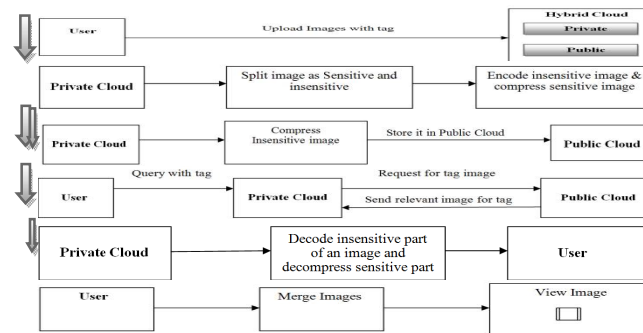 User
Upload Images with tag
Hybrid Cloud
Private
Public
Private Cloud
Split image as Sensitive and
insensitive
Encode insensitive image &
compress sensitive image
Private Cloud
Compress
Insensitive image
Store it in Public Cloud
Public Cloud
User
Query with tag
Private Cloud
Request for tag image
Send relevant image for tag
Public Cloud
Private Cloud
Decode insensitive part
of an image and
decompress sensitive part
User
User
Merge Images
View Image